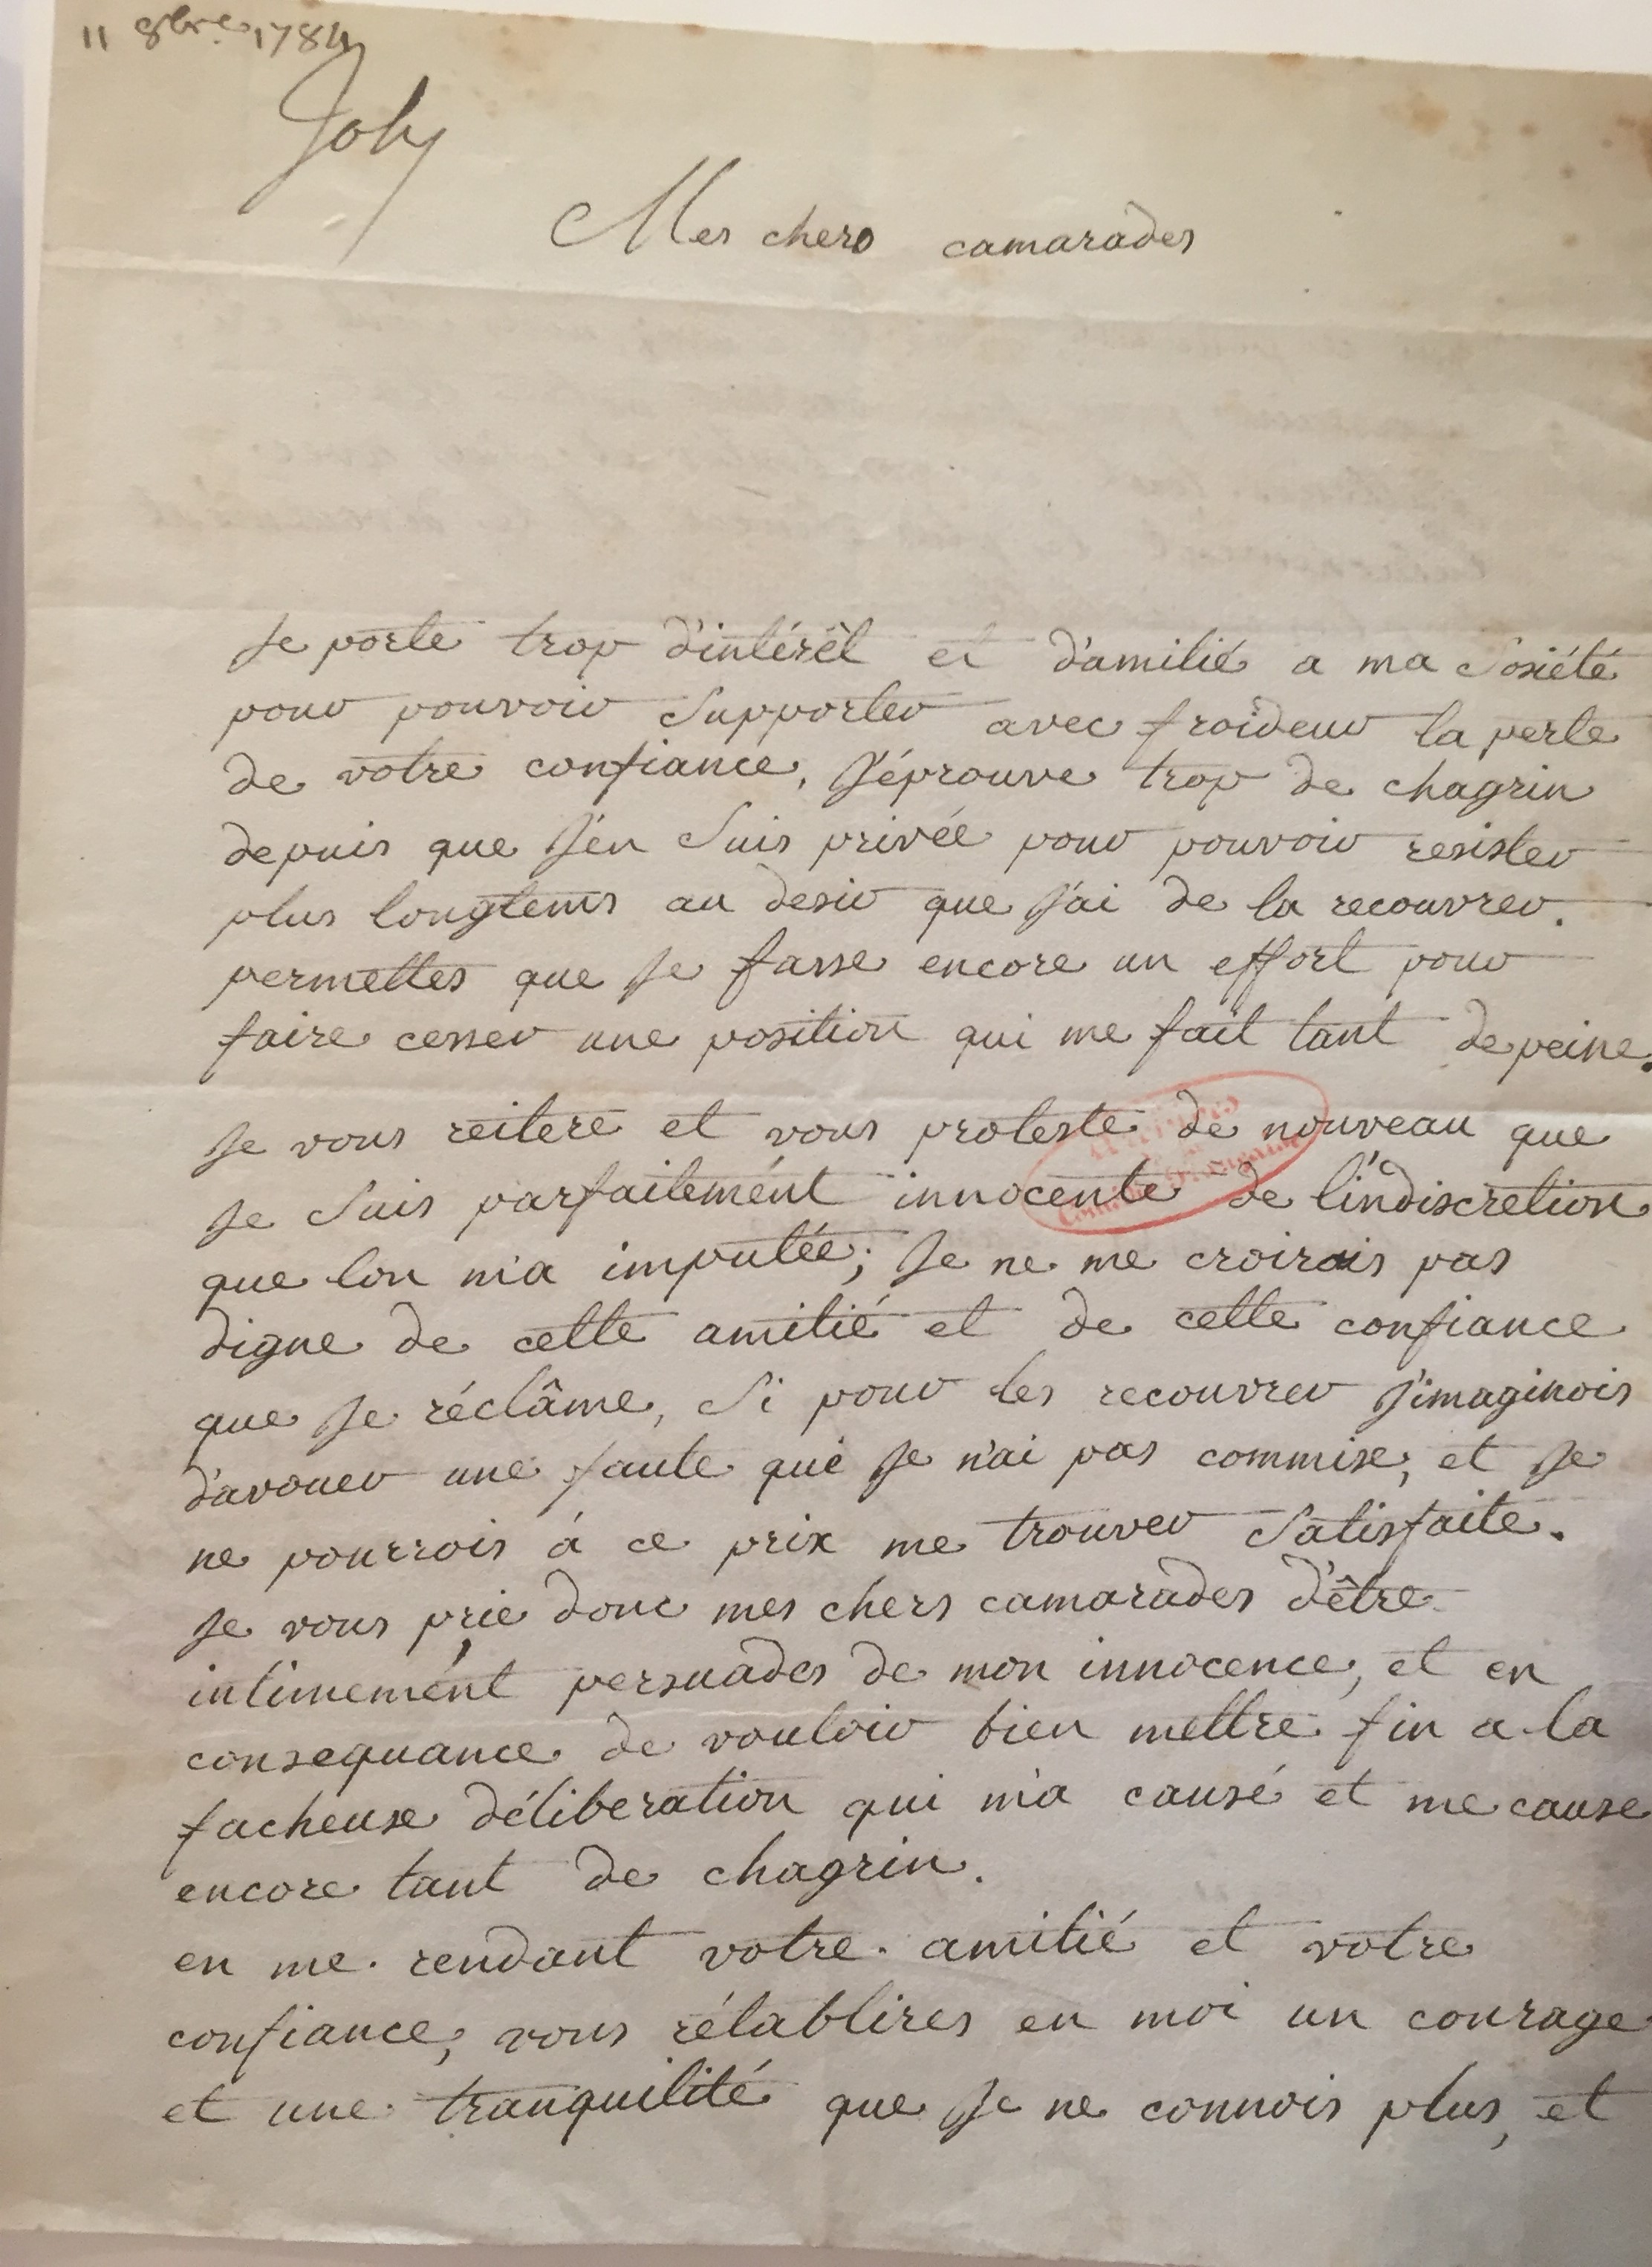 11 8bre 1784
Joly
Mes chers camarades
Je porte trop d'intérêt et d'amitié a ma Sosiété
pour pouvoir Supporter avec froideur la perte
de votre confiance, J'éprouve trop de chagrin
depuis que J'en Suis privée pour pouvoir resister
plus longtems au desir que J'ai de la recouvrer.
permettes que Je fasse encore un effort pour
faire cesser une position qui me fait tant de peine.
Je vous reitere et vous proteste de nouveau que
Je Suis parfaitement innocente de l'indiscretion
que lon m'a imputée; Je ne me croirais pas
digne de cette amitié et de cette confiance
que Je réclâme, Si pour les recouvrer J'imaginois
d'avouer une faute que Je n'ai pas commise, et Je
ne pourrois à ce prix me trouver Satisfaite.
Je vous prie donc mes chers camarades d'être
intimement persuades de mon innocence, et en
consequance de vouloir bien mettre fin a la
facheuse déliberation qui m'a causé et me cause
encore tant de chagrin.
en me rendant votre amitié et votre
confiance, vous rétablires en moi un courage
et une tranquilité que Je ne connois plus, et